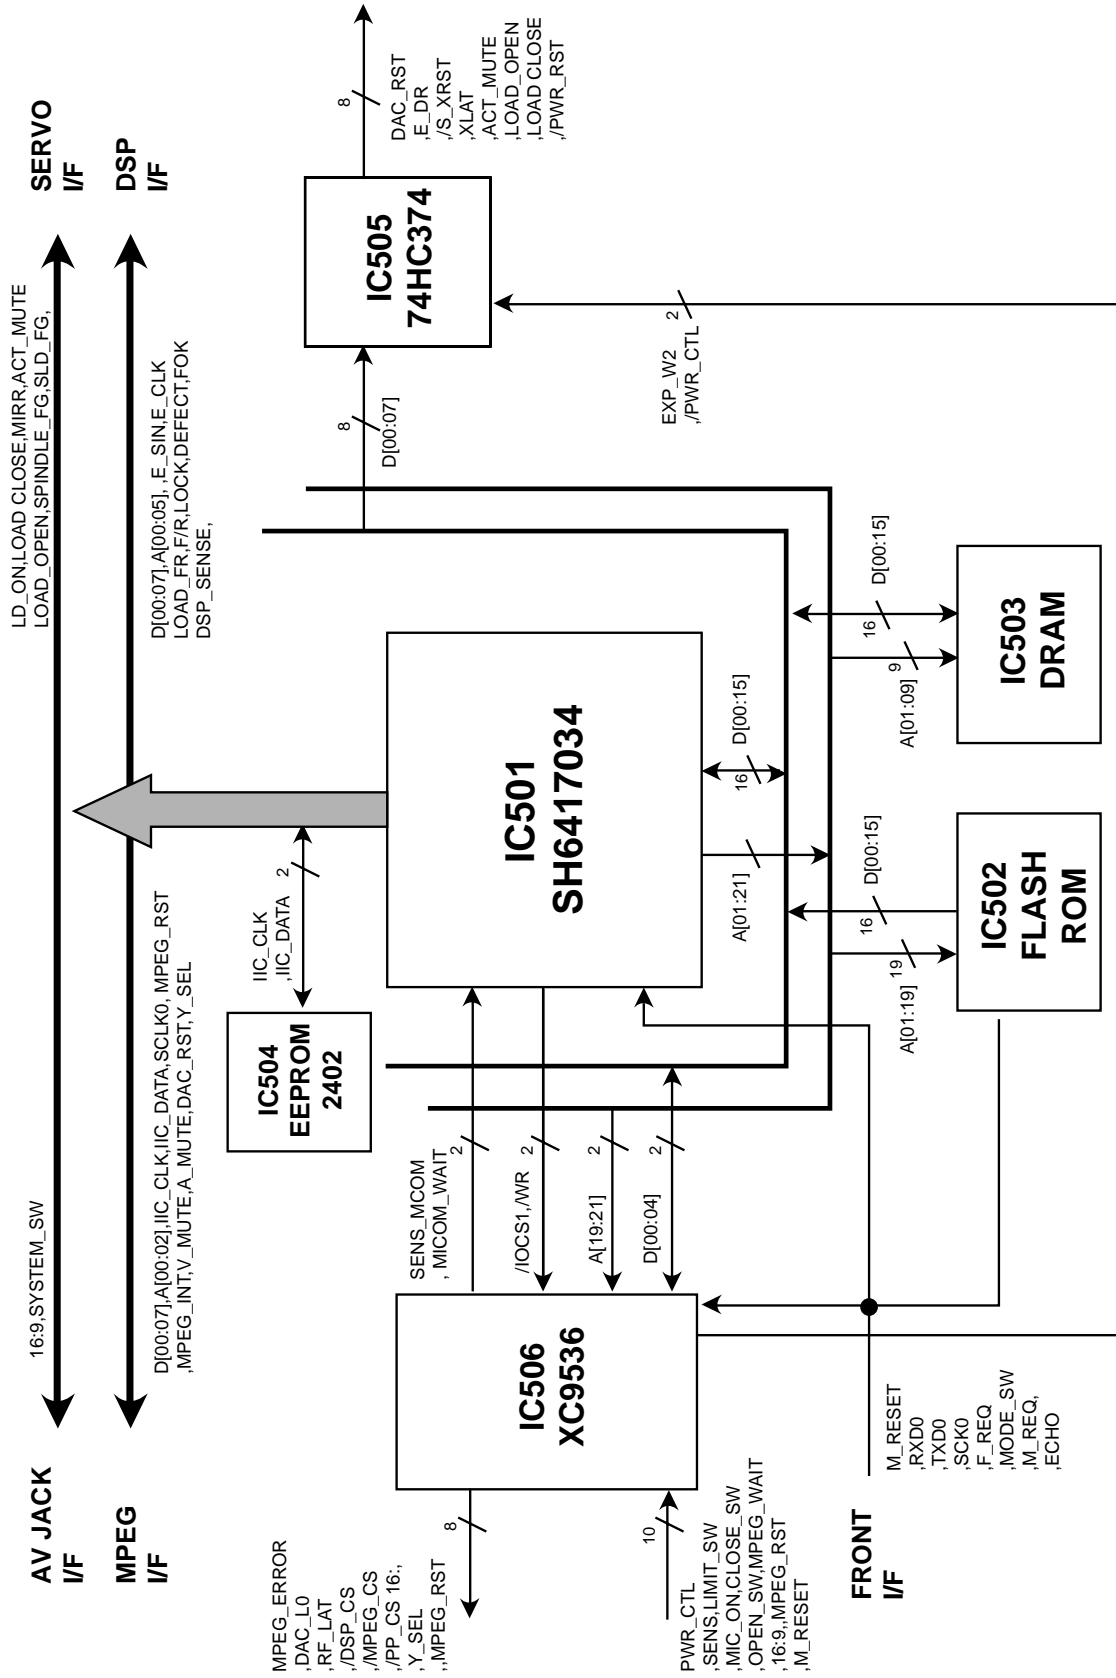 AV JACK
I/F
16:9,SYSTEM_SW
LD_ON,LOAD CLOSE,MIRR,ACT_MUTE
LOAD_OPEN,SPINDLE_FG,SLD_FG,
SERVO
I/F
MPEG
I/F
D[00:07],A[00:02],IIC_CLK,IIC_DATA,SCLK0, MPEG_RST
,MPEG_INT,V_MUTE,A_MUTE,DAC_RST,Y_SEL
D[00:07],A[00:05], ,E_SIN,E_CLK
LOAD_FR,F/R,LOCK,DEFECT,FOK
DSP_SENSE,
DSP
I/F
MPEG_ERROR
,DAC_L0
,RF_LAT
,/DSP_CS
,/MPEG_CS
,/PP_CS 16:,
Y_SEL
,,MPEG_RST
8
IC506
XC9536
10
PWR_CTL
,SENS,LIMIT_SW
MIC_ON,CLOSE_SW
,OPEN_SW,MPEG_WAIT
,16:9,,MPEG_RST
,M_RESET
SENS_MCOM
, MICOM_WAIT
2
/IOCS1,/WR
2
A[19:21]
2
D[00:04]
2
IC504
EEPROM
2402
IIC_CLK
,IIC_DATA
2
IC501
SH6417034
A[01:21]
16
D[00:15]
D[00:07]
8
IC505
74HC374
8
DAC_RST
,E_DR
,/S_XRST
,XLAT
,ACT_MUTE
,LOAD_OPEN
,LOAD CLOSE
,/PWR_RST
EXP_W2
,/PWR_CTL
2
A[01:19]
19
16
D[00:15]
IC502
FLASH
ROM
A[01:09]
9
16
D[00:15]
IC503
DRAM
FRONT
I/F
M_RESET
,RXD0
,TXD0
,SCK0
,F_REQ
,MODE_SW
,M_REQ,
,ECHO